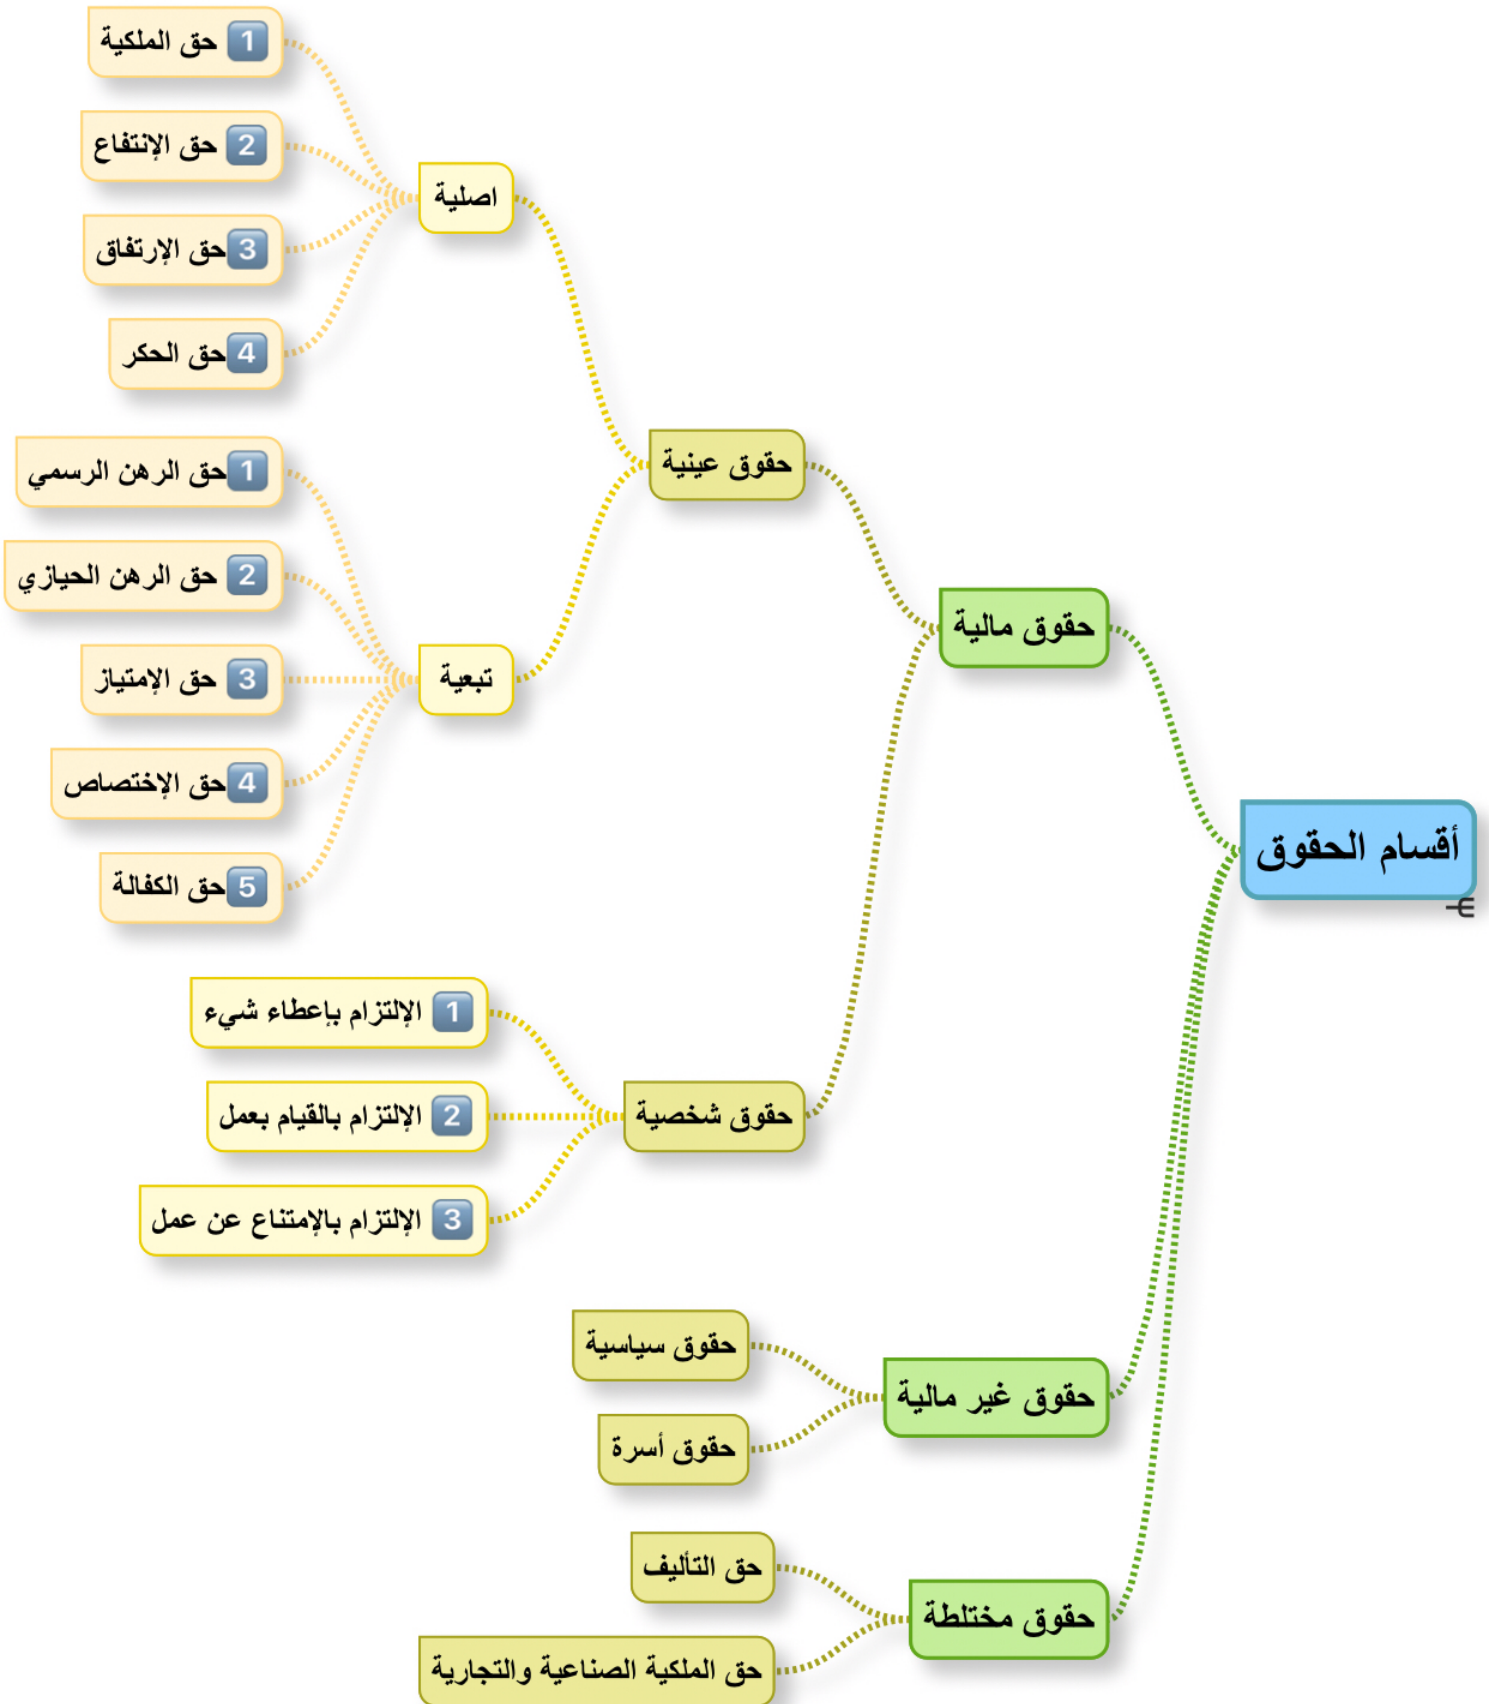 أقسام الحقوق
حقوق مالية
حقوق عينية
اصلية
1 حق الملكية
2 حق الإنتفاع
3 حق الإرتفاق
4 حق الحكر
تبعية
1 حق الرهن الرسمي
2 حق الرهن الحيازي
3 حق الإمتياز
4 حق الإختصاص
5 حق الكفالة
حقوق شخصية
1 الإلتزام بإعطاء شيء
2 الإلتزام بالقيام بعمل
3 الإلتزام بالإمتناع عن عمل
حقوق غير مالية
حقوق سياسية
حقوق أسرة
حقوق مختلطة
حق التأليف
حق الملكية الصناعية والتجارية